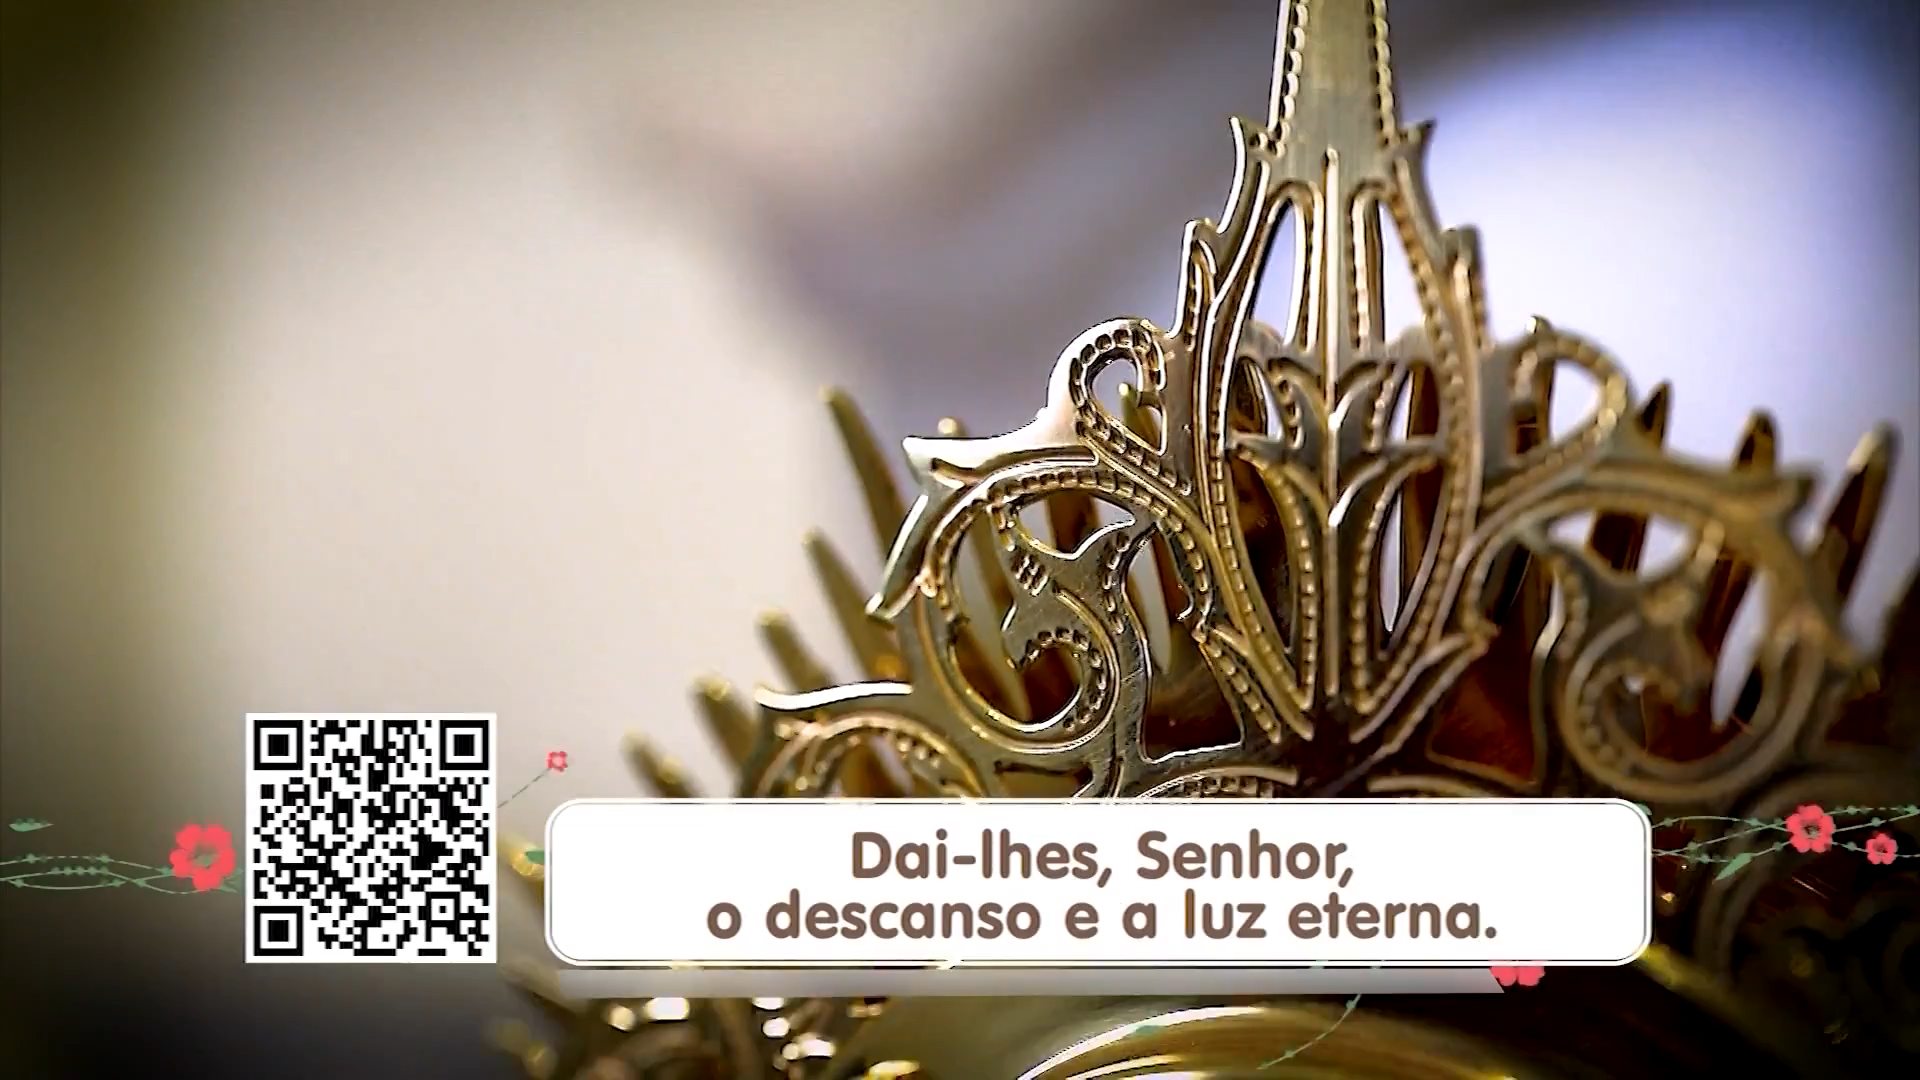 Dai-lhes, Senhor,
o descanso e a luz eterna.